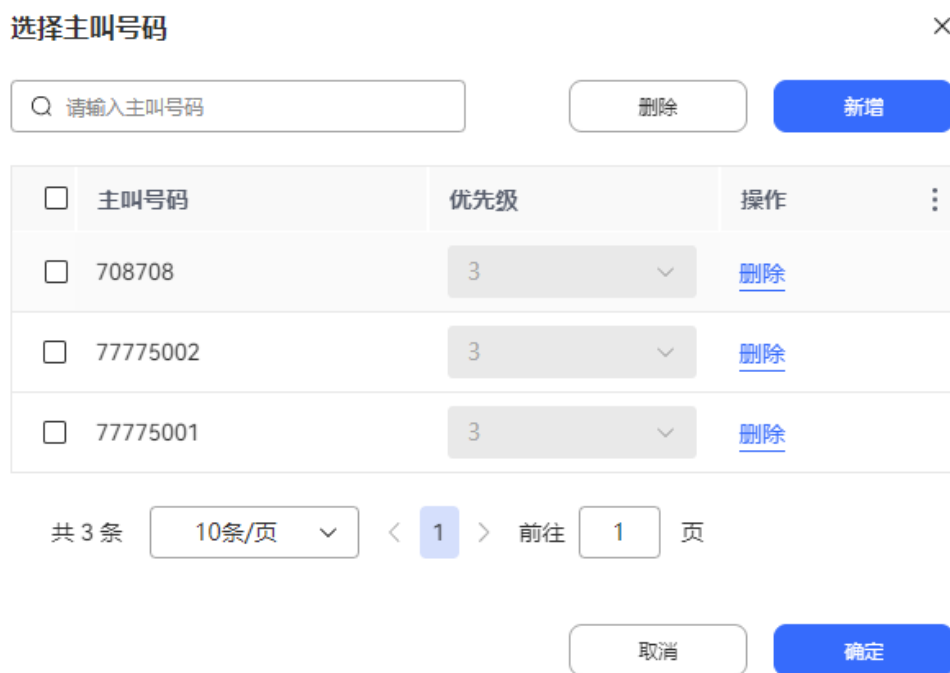 选择主叫号码
请输入主叫号码 删除 新增
主叫号码 优先级 操作
708708 3 删除
77775002 3 删除
77775001 3 删除
共 3 条 10条/页 1 前往 1 页
取消 确定